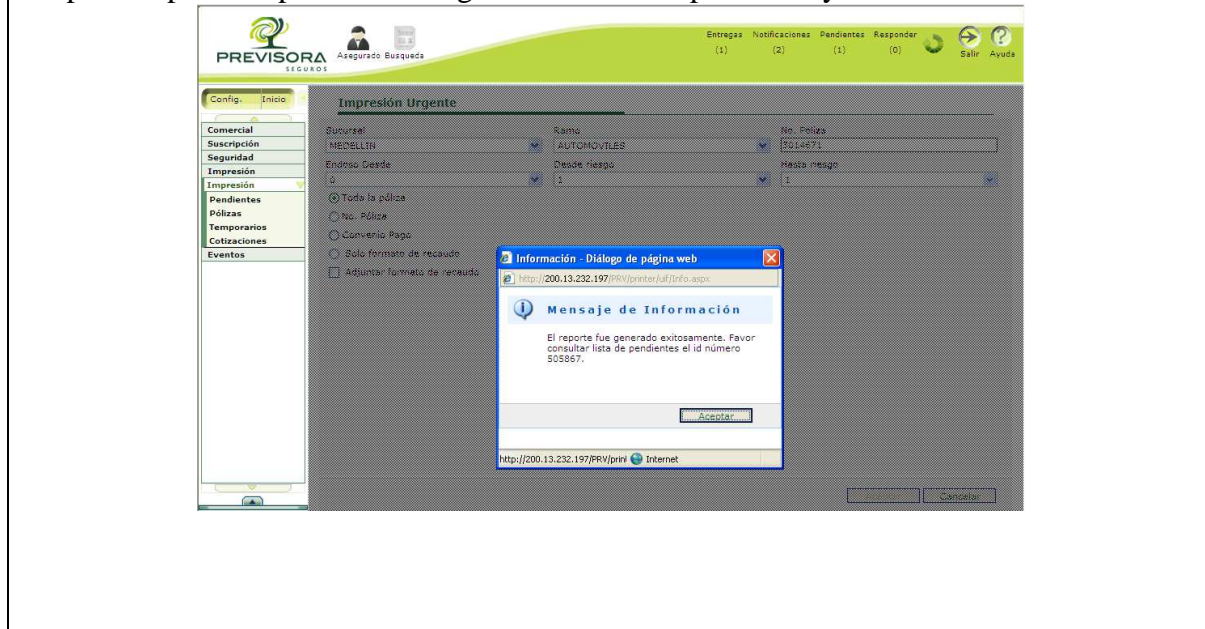 PREVISORA
SEGUROS
Asegurado Busqueda
Entregas Notificaciones Pendientes Responder
(1) (2) (1) (0)
Salir Ayuda
Config. Inicio
Impresión Urgente
Comercial
Suscripción
Seguridad
Impresión
Impresión
Pendientes
Pólizas
Temporarios
Cotizaciones
Eventos
Sucursal Ramo No. Poliza
MEDELLIN AUTOMOVILES 3014671
Endoso Desde Desde riesgo Hasta riesgo
0 1 1
Toda la póliza
No. Póliza
Convenio Pago
Solo formato de recaudo
Adjuntar formato de recaudo
Información - Diálogo de página web
http://200.13.232.197/PRV/printer/uif/Info.aspx
Mensaje de Información
El reporte fue generado exitosamente. Favor
consultar lista de pendientes el id número
505867.
Aceptar
http://200.13.232.197/PRV/prini Internet
Aceptar Cancelar